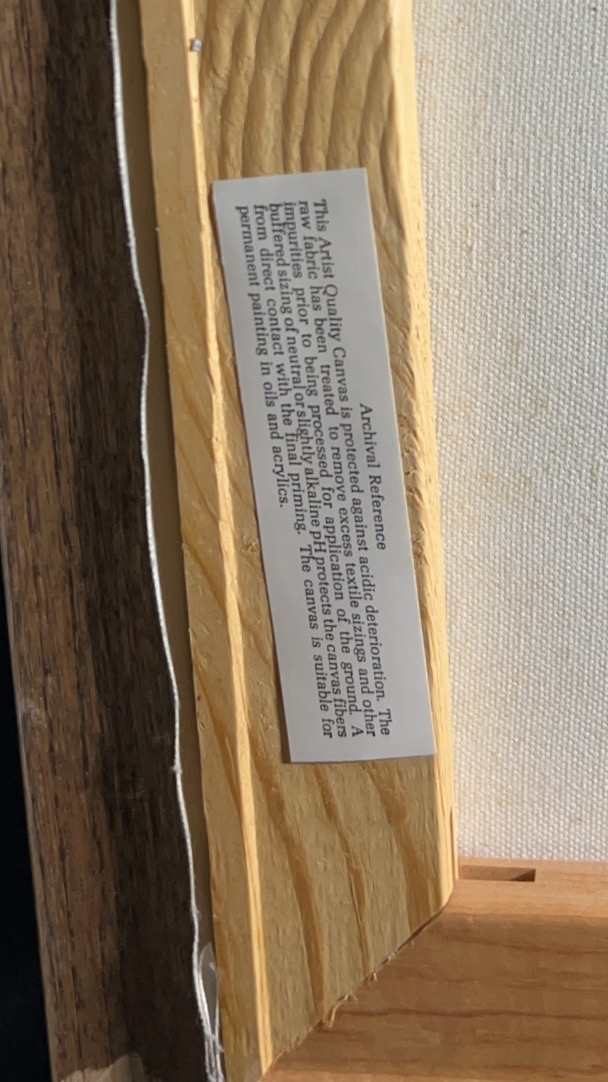 Archival Reference
This Artist Quality Canvas is protected against acidic deterioration. The
raw fabric has been treated to remove excess textile sizings and other
impurities prior to being processed for application of the ground. A
buffered sizing of neutral or slightly alkaline pH protects the canvas fibers
from direct contact with the final priming. The canvas is suitable for
permanent painting in oils and acrylics.